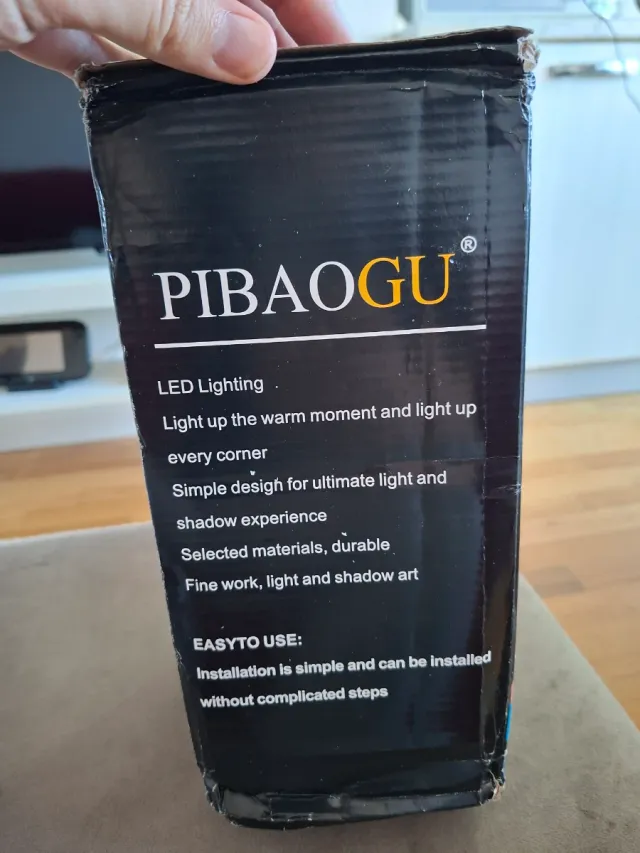 PIBAOGU®
LED Lighting
Light up the warm moment and light up
every corner
Simple design for ultimate light and
shadow experience
Selected materials, durable
Fine work, light and shadow art
EASYTO USE:
Installation is simple and can be installed
without complicated steps